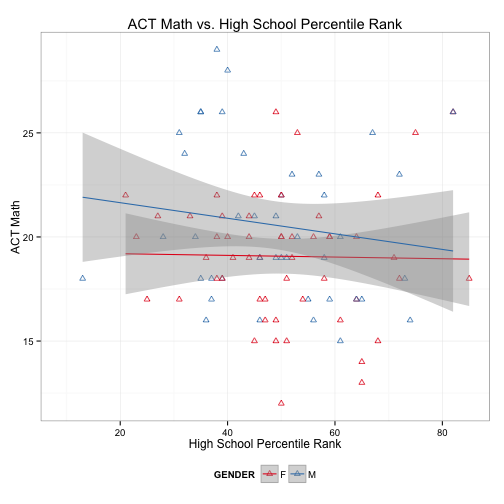 ACT Math vs. High School Percentile Rank
25
20
15
ACT Math
20 40 60 80
High School Percentile Rank
GENDER F M